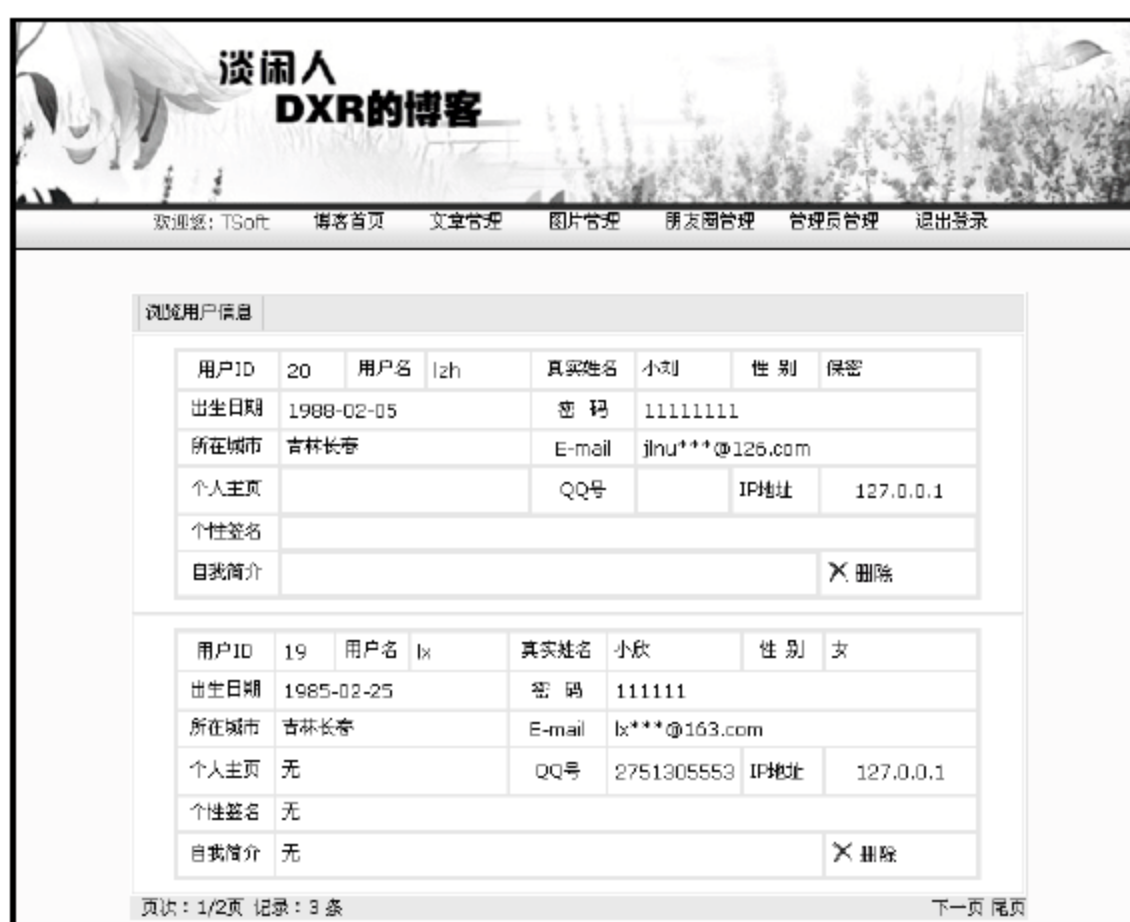 淡闲人
DXR的博客
欢迎您: TSoft 博客首页 文章管理 图片管理 朋友圈管理 管理员管理 退出登录
浏览用户信息
用户ID 20 用户名 lzh 真实姓名 小刘 性 别 保密
出生日期 1988-02-05 密 码 11111111
所在城市 吉林长春 E-mail jlnu***@126.com
个人主页 QQ号 IP地址 127.0.0.1
个性签名
自我简介 删除
用户ID 19 用户名 lx 真实姓名 小欣 性 别 女
出生日期 1985-02-25 密 码 111111
所在城市 吉林长春 E-mail lx***@163.com
个人主页 无 QQ号 2751305553 IP地址 127.0.0.1
个性签名 无
自我简介 无 删除
页次：1/2页 记录：3 条 下一页 尾页